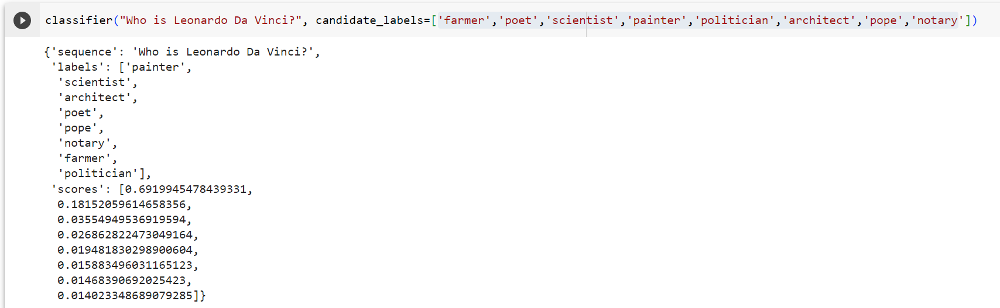 classifier("Who is Leonardo Da Vinci?", candidate_labels=['farmer','poet','scientist','painter','politician','architect','pope','notary'])
{'sequence': 'Who is Leonardo Da Vinci?',
'labels': ['painter',
'scientist',
'architect',
'poet',
'pope',
'notary',
'farmer',
'politician'],
'scores': [0.6919945478439331,
0.18152059614658356,
0.03554949536919594,
0.026862822473049164,
0.019481830298900604,
0.015883496031165123,
0.01468390692025423,
0.014023348689079285]}